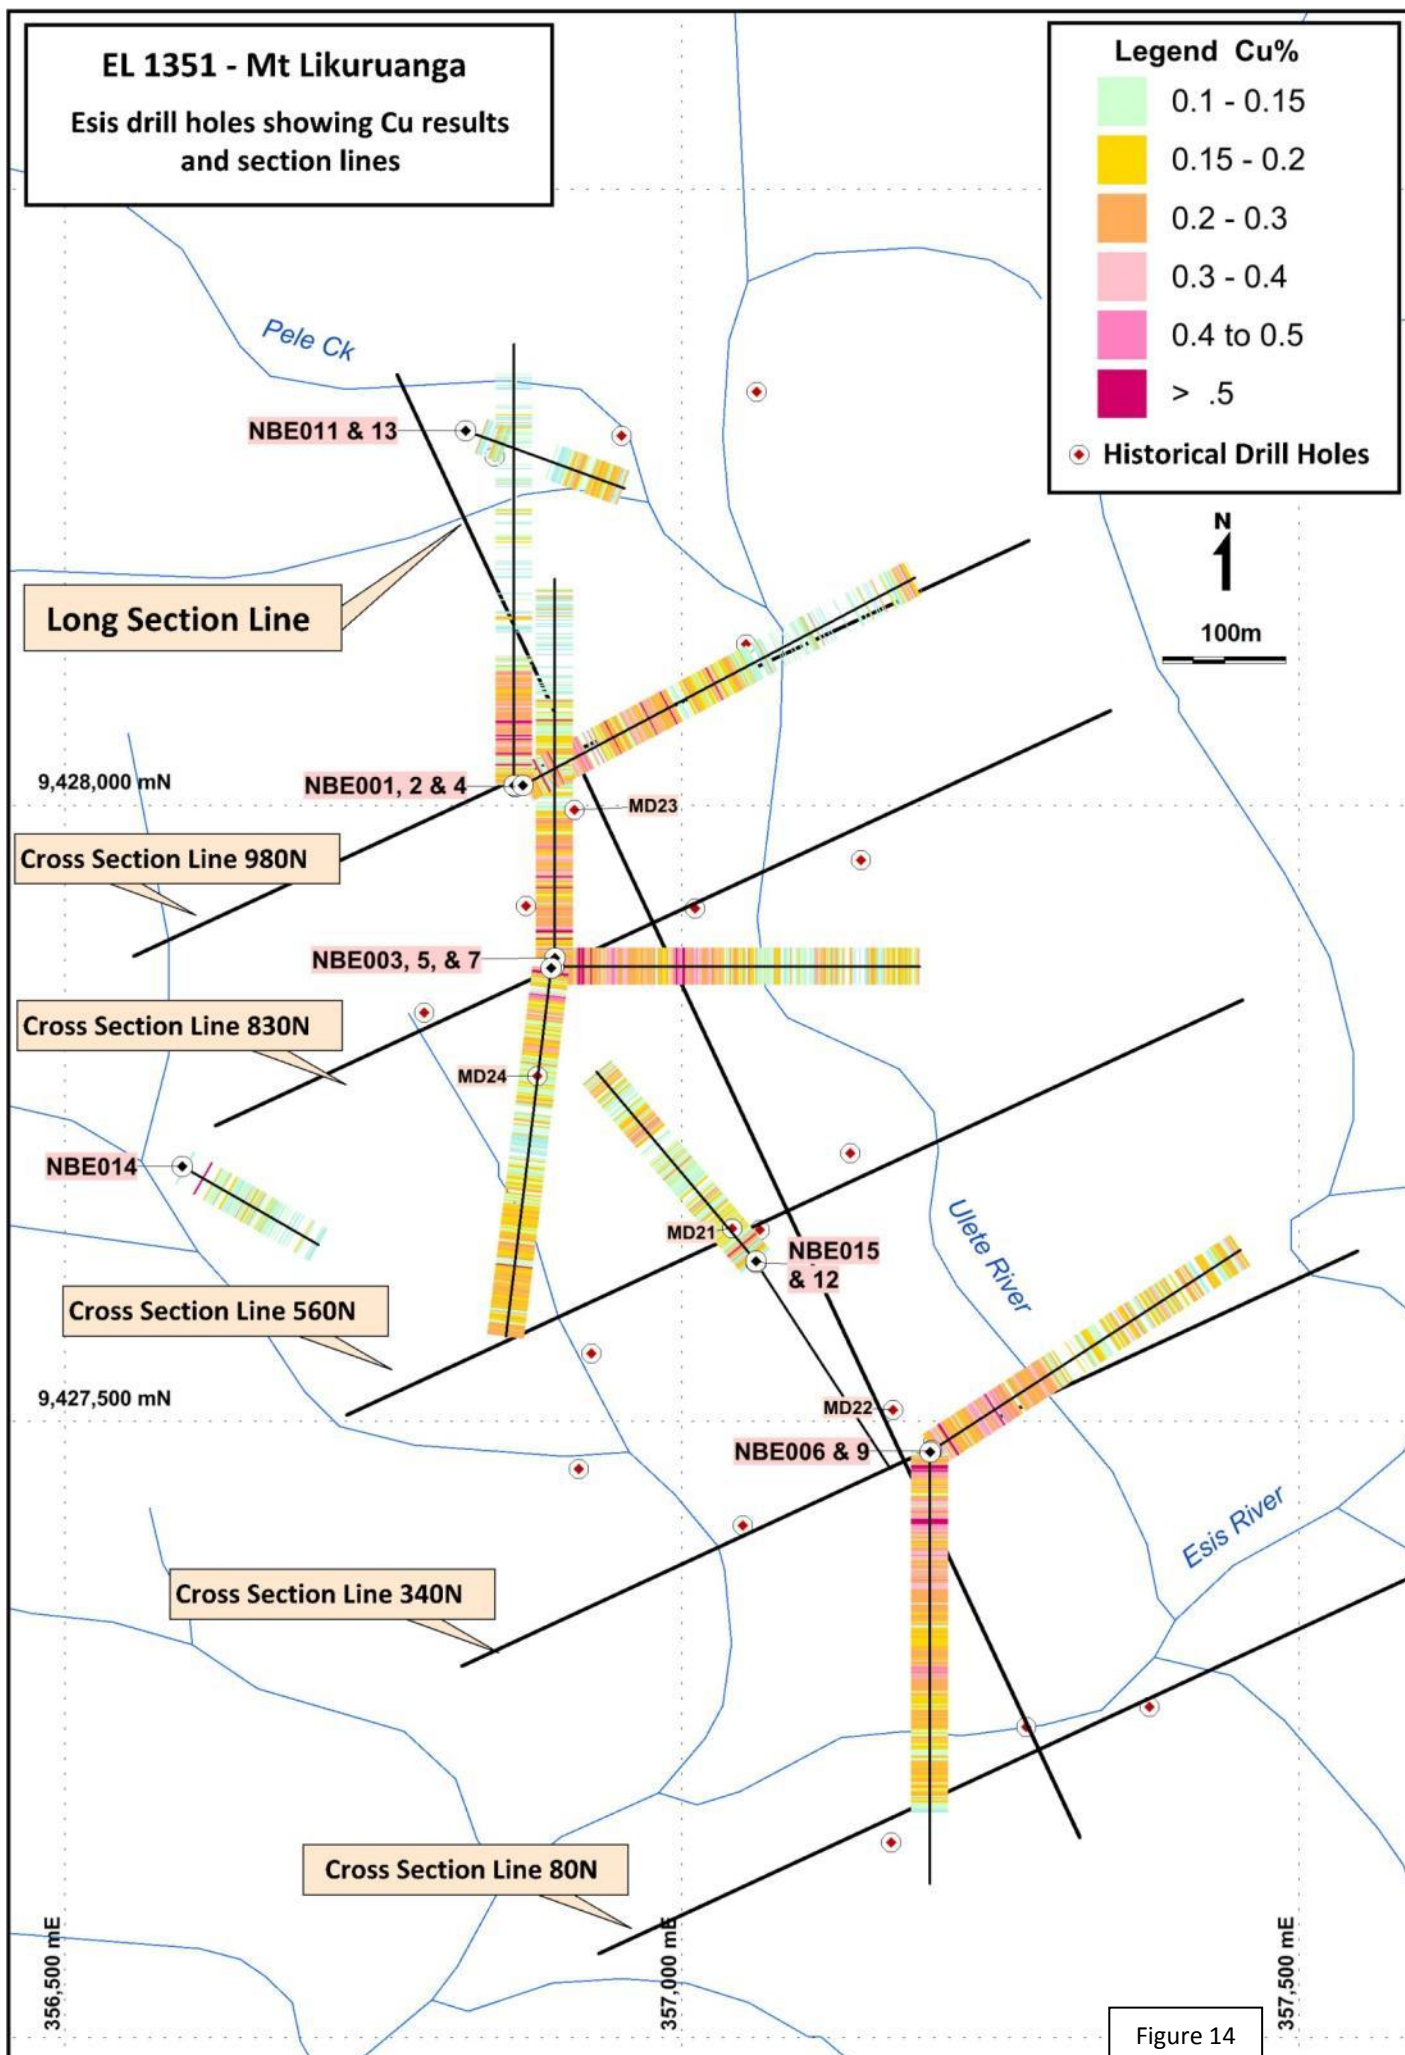 EL 1351 - Mt Likuruanga
Esis drill holes showing Cu results
and section lines
Legend Cu%
0.1 - 0.15
0.15 - 0.2
0.2 - 0.3
0.3 - 0.4
0.4 to 0.5
> .5
Historical Drill Holes
N
100m
Pele Ck
NBE011 & 13
Long Section Line
9,428,000 mN
NBE001, 2 & 4
MD23
Cross Section Line 980N
NBE003, 5, & 7
Cross Section Line 830N
MD24
NBE014
MD21
NBE015
& 12
Ulete River
Cross Section Line 560N
9,427,500 mN
MD22
NBE006 & 9
Esis River
Cross Section Line 340N
Cross Section Line 80N
356,500 mE
357,000 mE
357,500 mE
Figure 14